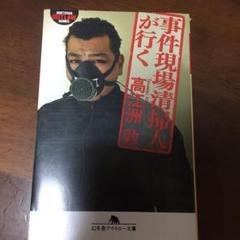 事件現場清掃人
が行く
高江洲 敦
幻冬舎アウトロー文庫